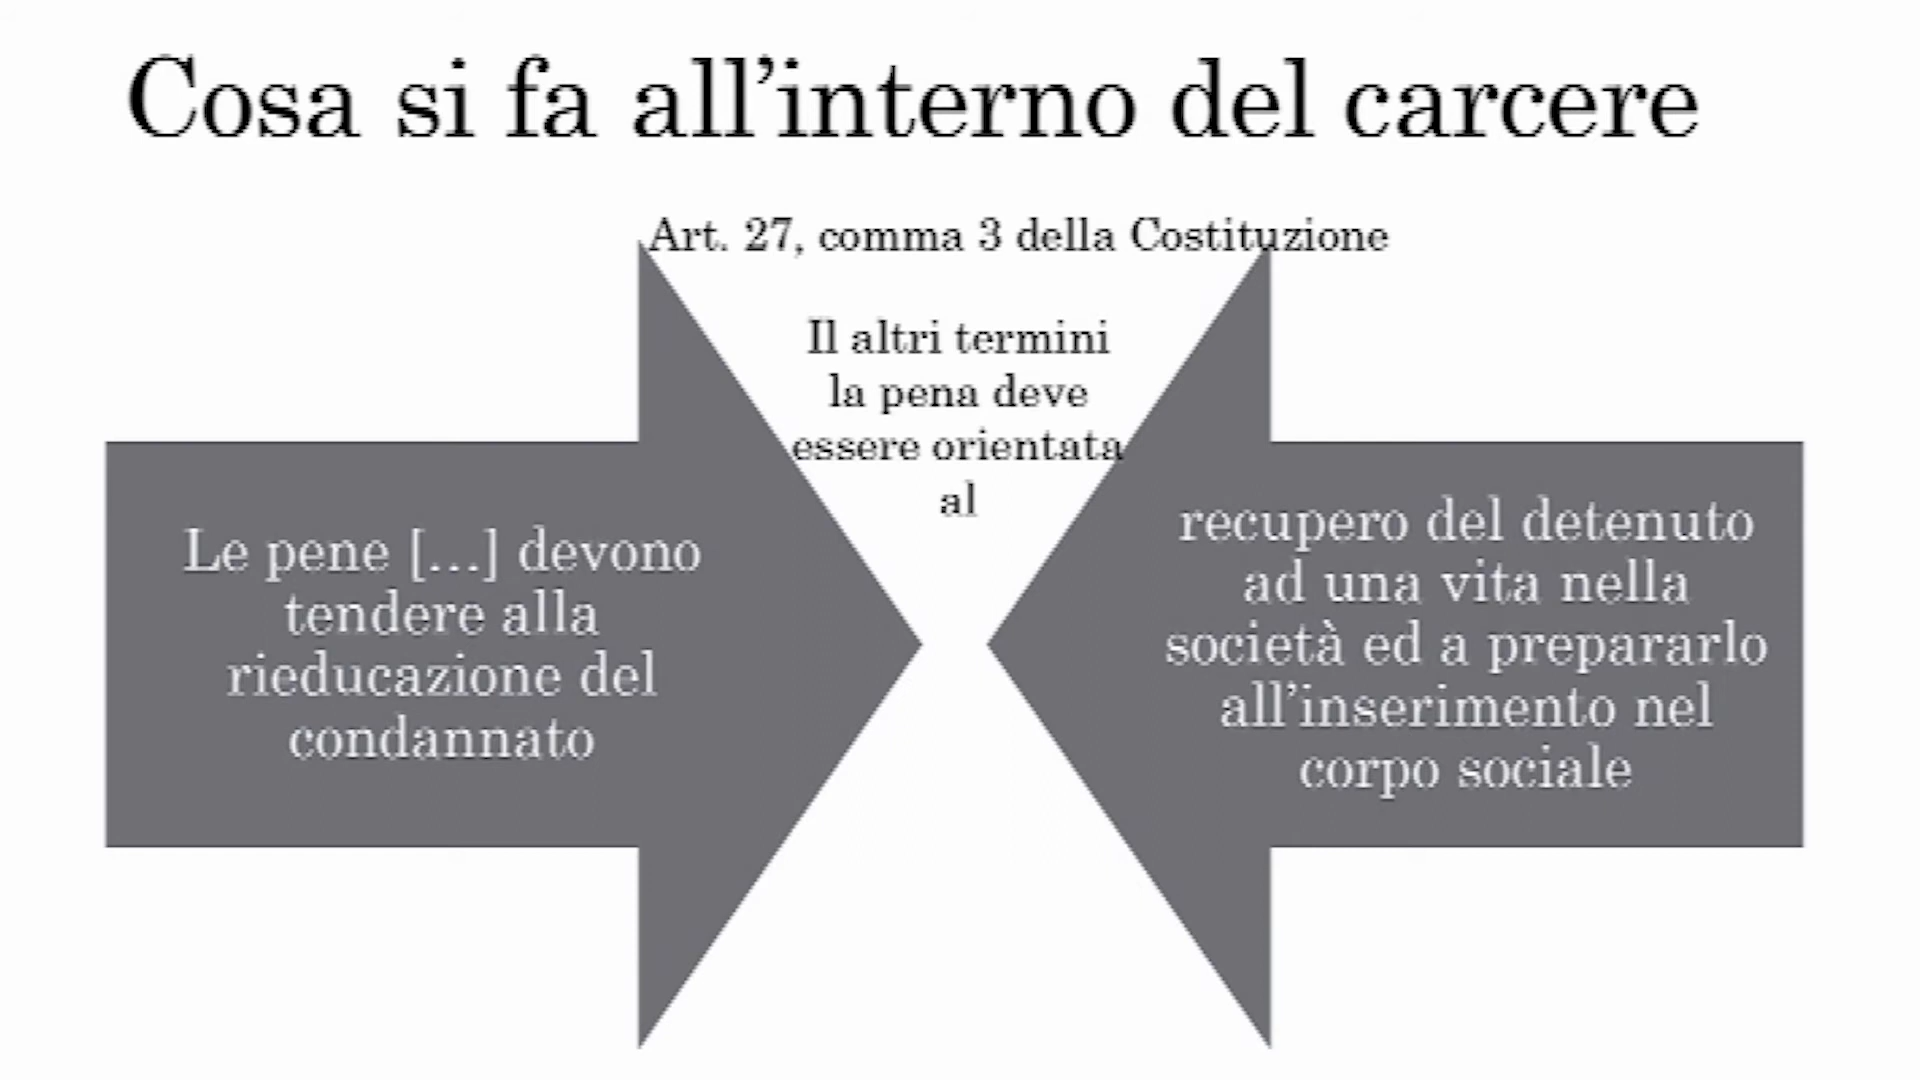 Cosa si fa all’interno del carcere
Art. 27, comma 3 della Costituzione
Le pene [...] devono
tendere alla
rieducazione del
condannato
Il altri termini
la pena deve
essere orientata
al
recupero del detenuto
ad una vita nella
società ed a prepararlo
all’inserimento nel
corpo sociale